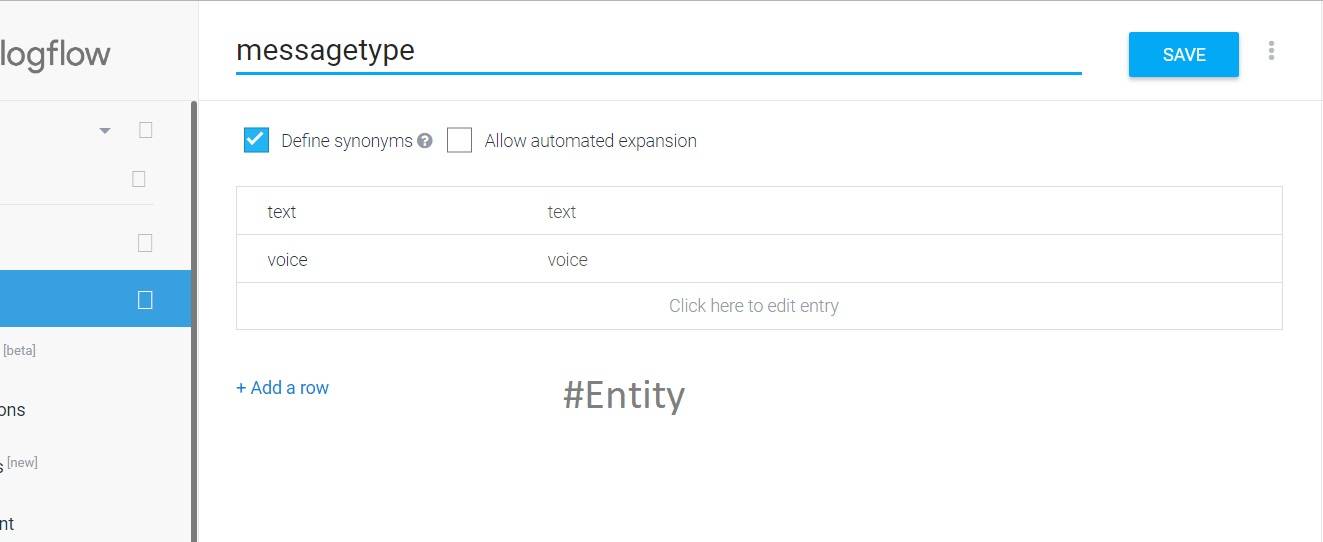 logflow
messagetype
SAVE
Define synonyms ?
Allow automated expansion
text text
voice voice
Click here to edit entry
+ Add a row
#Entity
[beta]
ons
s [new]
nt